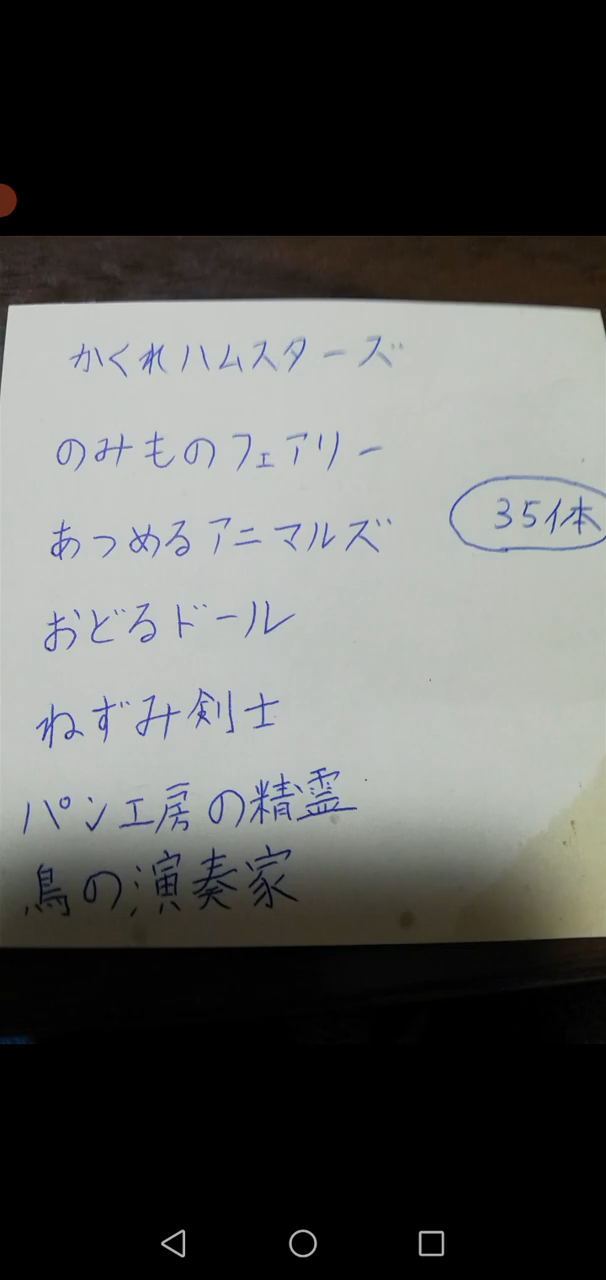 かくれハムスターズ
のみものフェアリー
あつめるアニマルズ
35体
おどるドール
ねずみ剣士
パン工房の精霊
鳥の演奏家